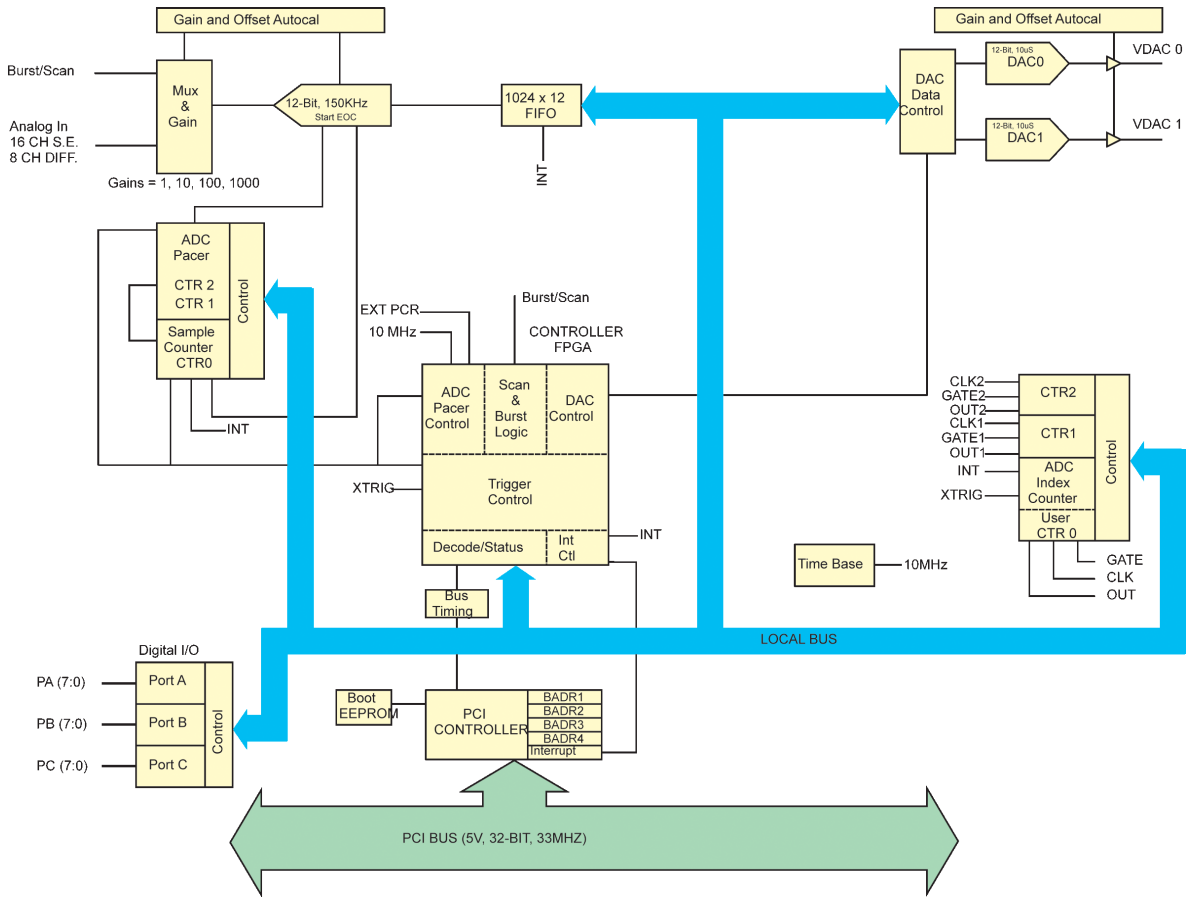 Gain and Offset Autocal
Burst/Scan
Mux
&
Gain
12-Bit, 150KHz
Start EOC
1024 x 12
FIFO
INT
Analog In
16 CH S.E.
8 CH DIFF.
Gains = 1, 10, 100, 1000
Gain and Offset Autocal
DAC
Data
Control
12-Bit, 10uS
DAC0
VDAC 0
12-Bit, 10uS
DAC1
VDAC 1
ADC
Pacer
CTR 2
CTR 1
Control
Sample
Counter
CTR0
INT
EXT PCR
10 MHz
Burst/Scan
CONTROLLER
FPGA
ADC
Pacer
Control
Scan
&
Burst
Logic
DAC
Control
XTRIG
Trigger
Control
Decode/Status
Int
Ctl
INT
Bus
Timing
CLK2
GATE2
OUT2
CLK1
GATE1
OUT1
INT
XTRIG
CTR2
CTR1
ADC
Index
Counter
User
CTR 0
Control
GATE
CLK
OUT
Time Base
10MHz
LOCAL BUS
Digital I/O
PA (7:0)
Port A
PB (7:0)
Port B
PC (7:0)
Port C
Control
Boot
EEPROM
PCI
CONTROLLER
BADR1
BADR2
BADR3
BADR4
Interrupt
PCI BUS (5V, 32-BIT, 33MHZ)